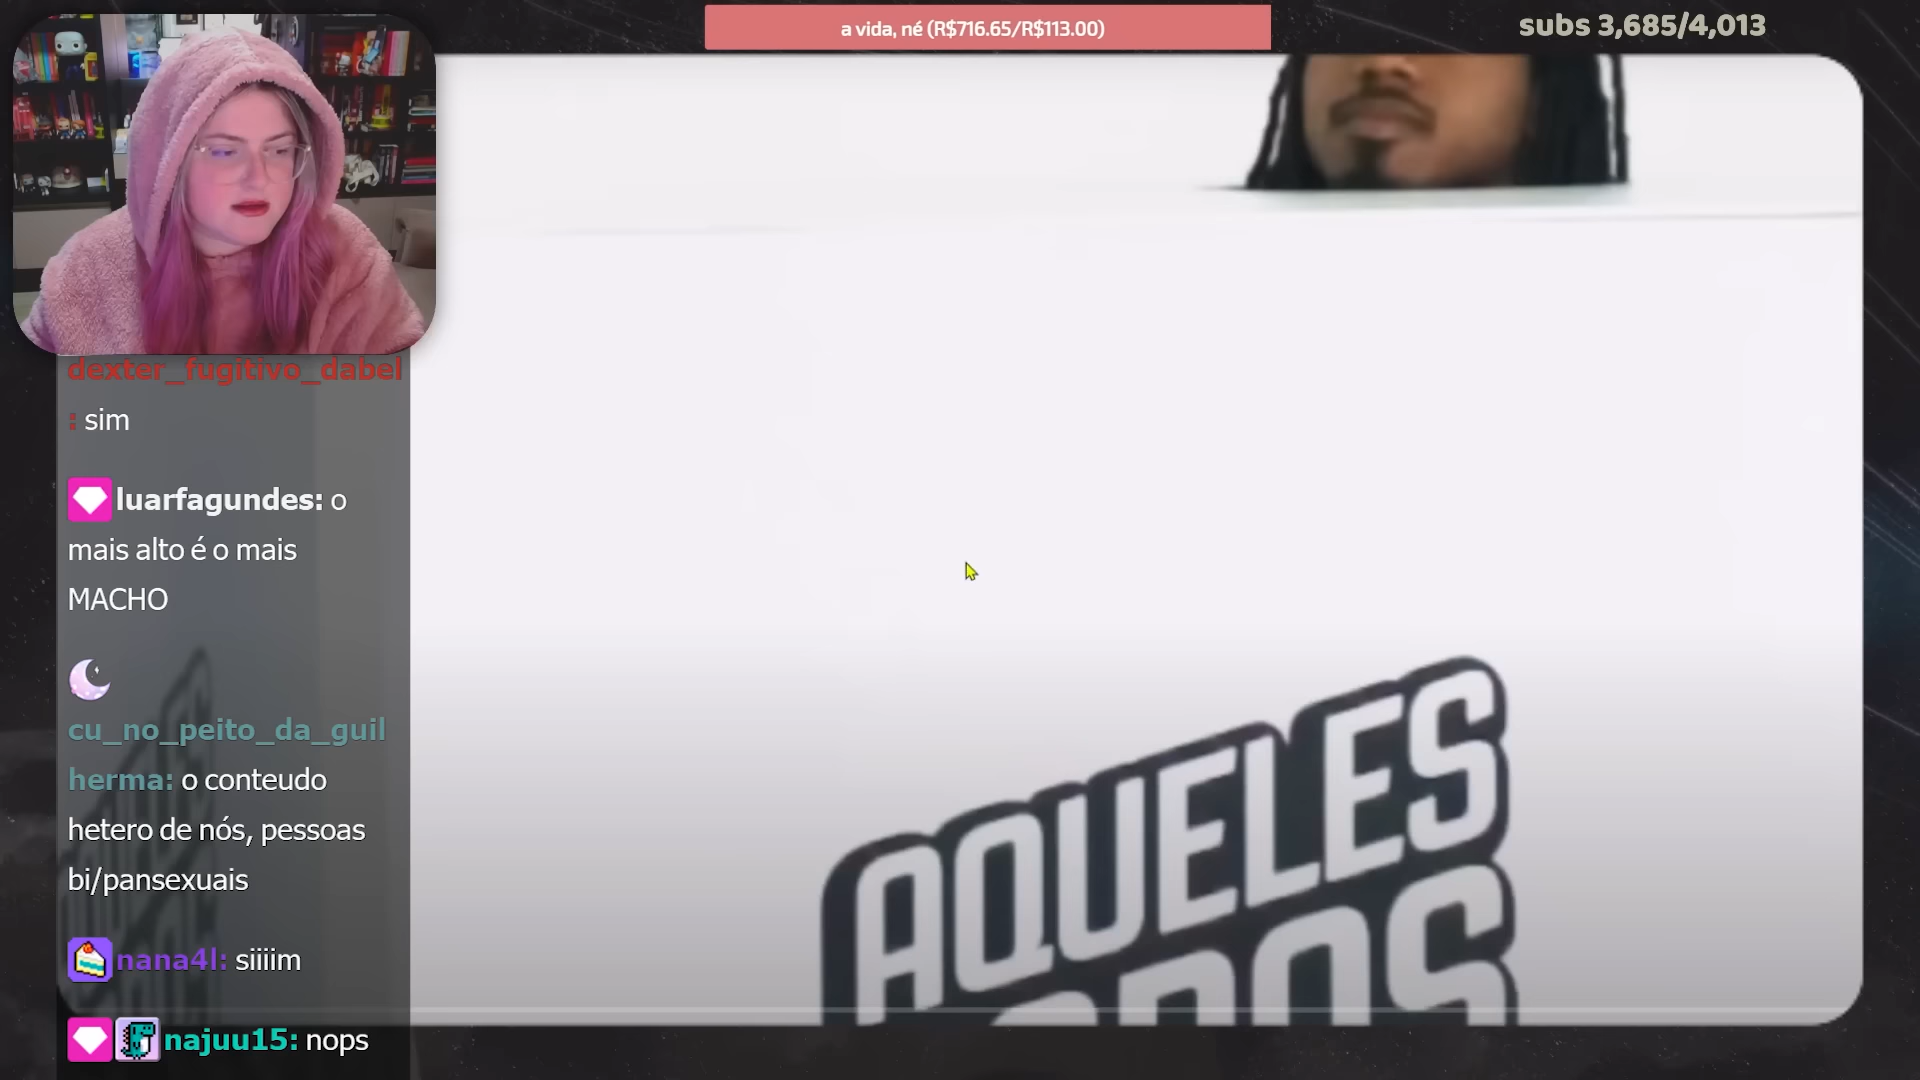 a vida, né (R$716.65/R$113.00)
subs 3,685/4,013
dexter_fugitivo_dabel
: sim
luarfagundes: o
mais alto é o mais
MACHO
cu_no_peito_da_guil
herma: o conteudo
hetero de nós, pessoas
bi/pansexuais
nana4l: siiiim
najuu15: nops
AQUELES